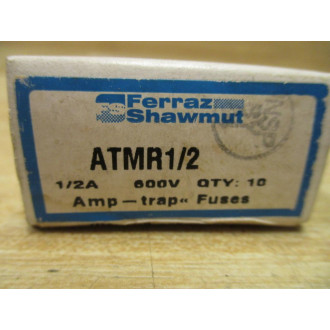 Ferraz
Shawmut
ATMR1/2
1/2A 600V QTY: 10
Amp-trap« Fuses